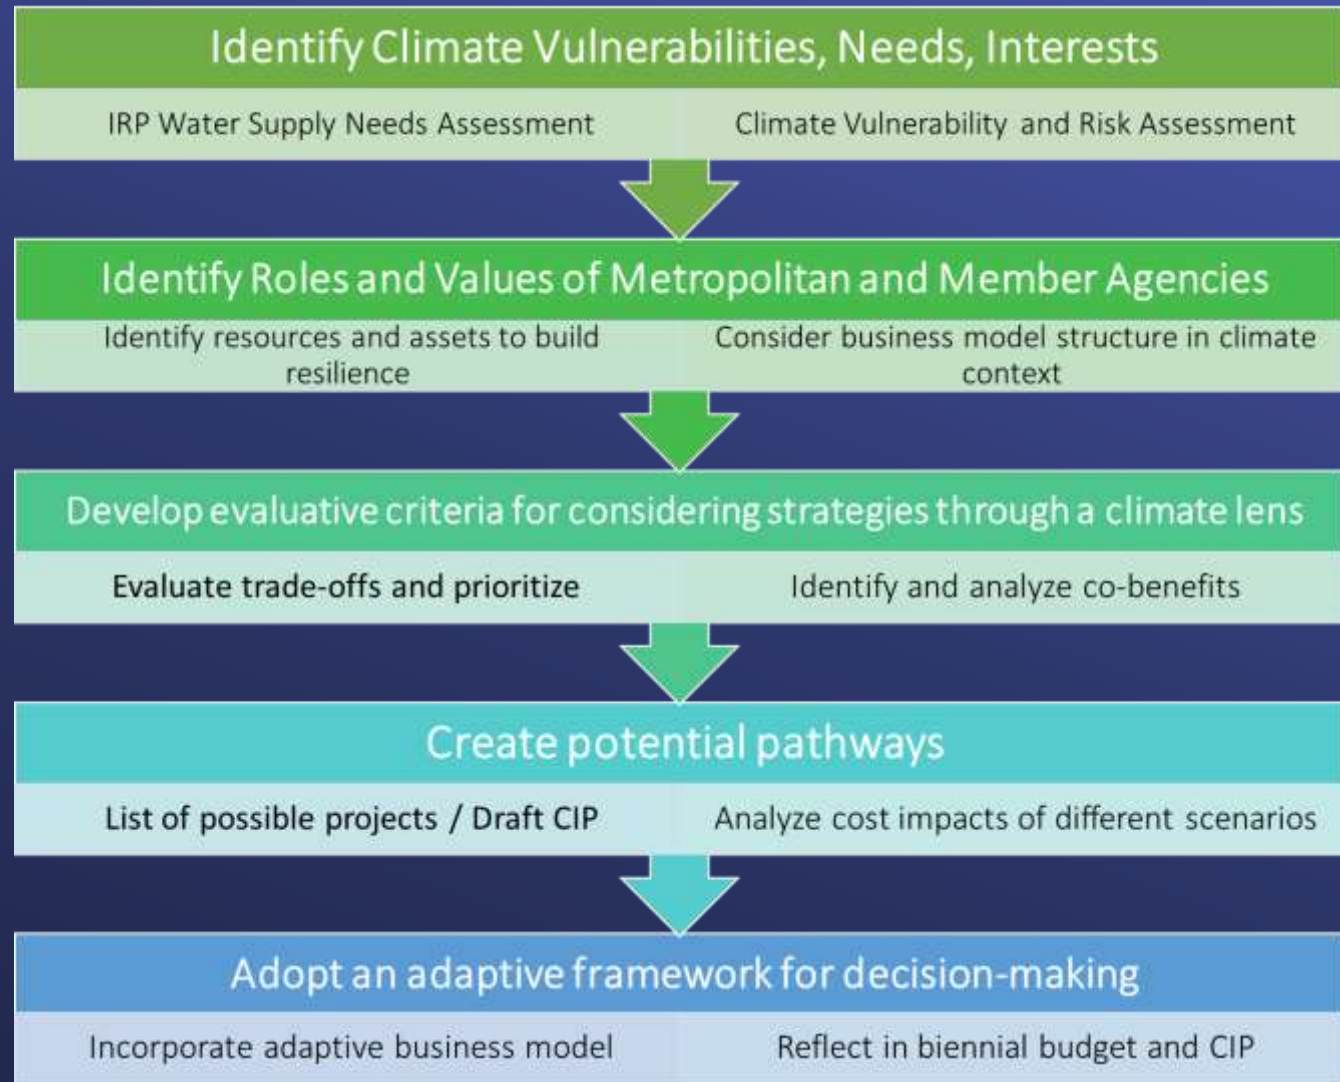 Identify Climate Vulnerabilities, Needs, Interests
IRP Water Supply Needs Assessment
Climate Vulnerability and Risk Assessment
Identify Roles and Values of Metropolitan and Member Agencies
Identify resources and assets to build
resilience
Consider business model structure in climate
context
Develop evaluative criteria for considering strategies through a climate lens
Evaluate trade-offs and prioritize
Identify and analyze co-benefits
Create potential pathways
List of possible projects / Draft CIP
Analyze cost impacts of different scenarios
Adopt an adaptive framework for decision-making
Incorporate adaptive business model
Reflect in biennial budget and CIP